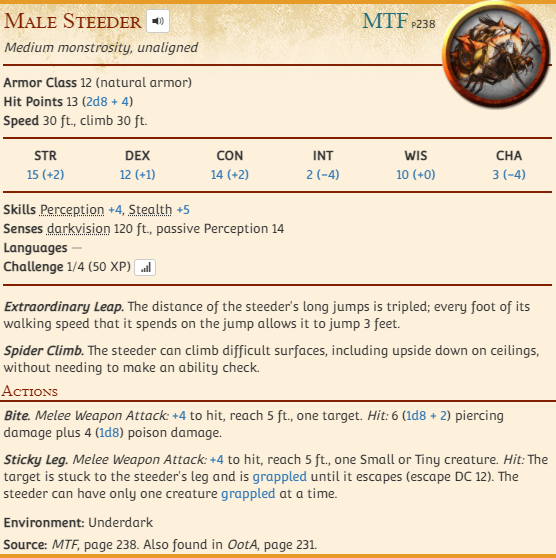 Male Steeder MTF p238
Medium monstrosity, unaligned
Armor Class 12 (natural armor)
Hit Points 13 (2d8 + 4)
Speed 30 ft., climb 30 ft.
STR DEX CON INT WIS CHA
15 (+2) 12 (+1) 14 (+2) 2 (−4) 10 (+0) 3 (−4)
Skills Perception +4, Stealth +5
Senses darkvision 120 ft., passive Perception 14
Languages —
Challenge 1/4 (50 XP)
Extraordinary Leap. The distance of the steeder's long jumps is tripled; every foot of its
walking speed that it spends on the jump allows it to jump 3 feet.
Spider Climb. The steeder can climb difficult surfaces, including upside down on ceilings,
without needing to make an ability check.
Actions
Bite. Melee Weapon Attack: +4 to hit, reach 5 ft., one target. Hit: 6 (1d8 + 2) piercing
damage plus 4 (1d8) poison damage.
Sticky Leg. Melee Weapon Attack: +4 to hit, reach 5 ft., one Small or Tiny creature. Hit: The
target is stuck to the steeder's leg and is grappled until it escapes (escape DC 12). The
steeder can have only one creature grappled at a time.
Environment: Underdark
Source: MTF, page 238. Also found in OotA, page 231.